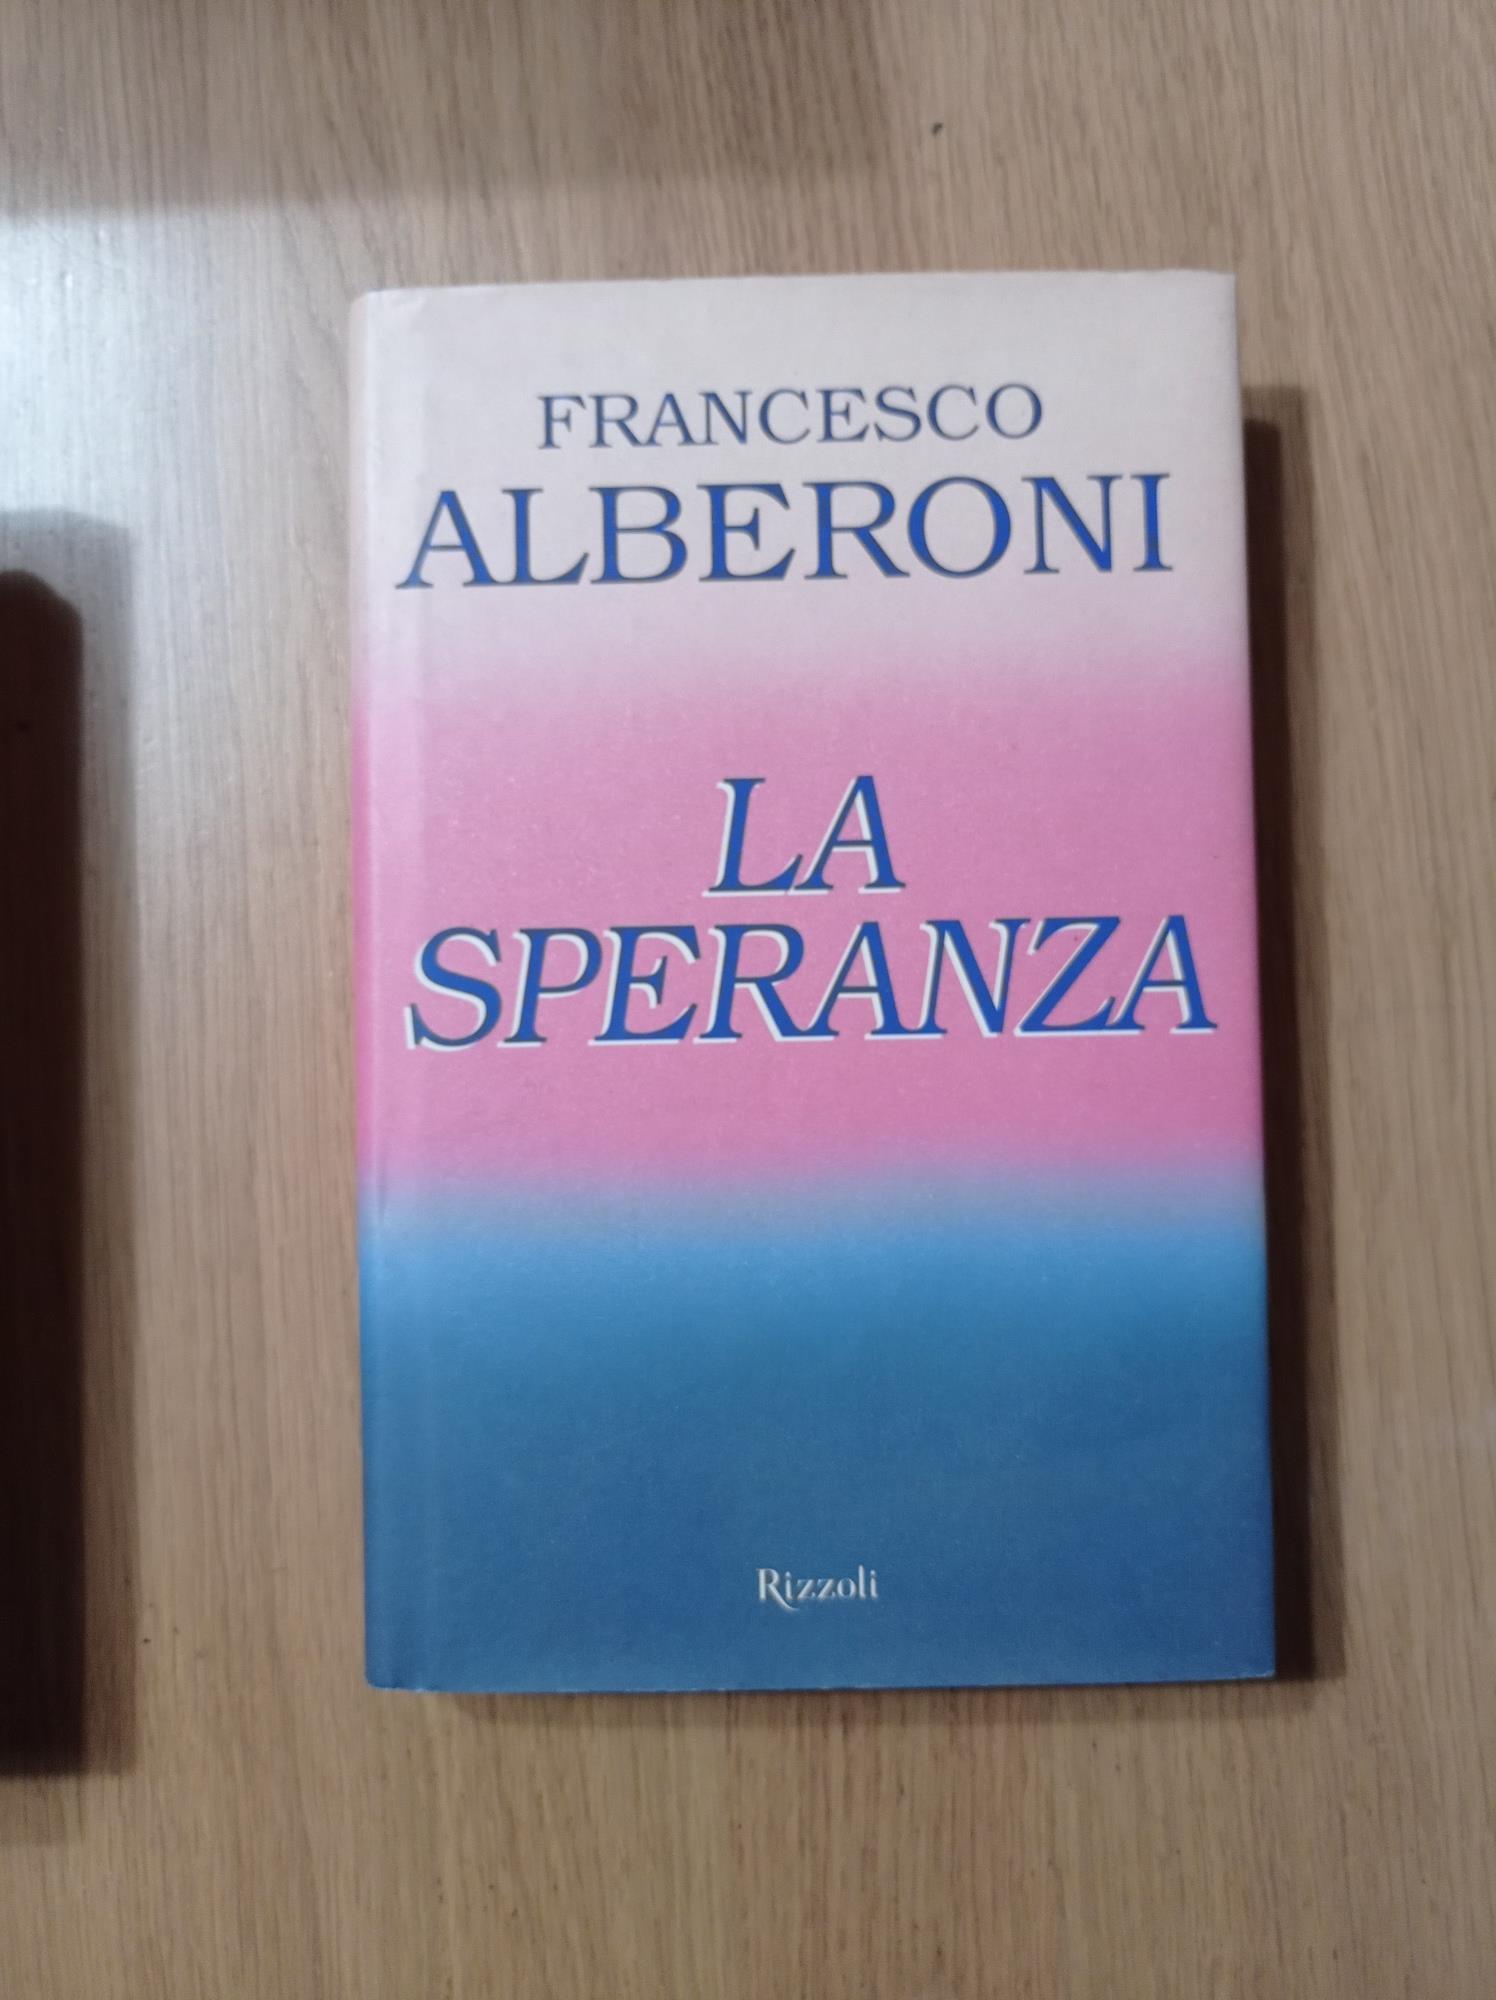 FRANCESCO
ALBERONI
LA
SPERANZA
Rizzoli